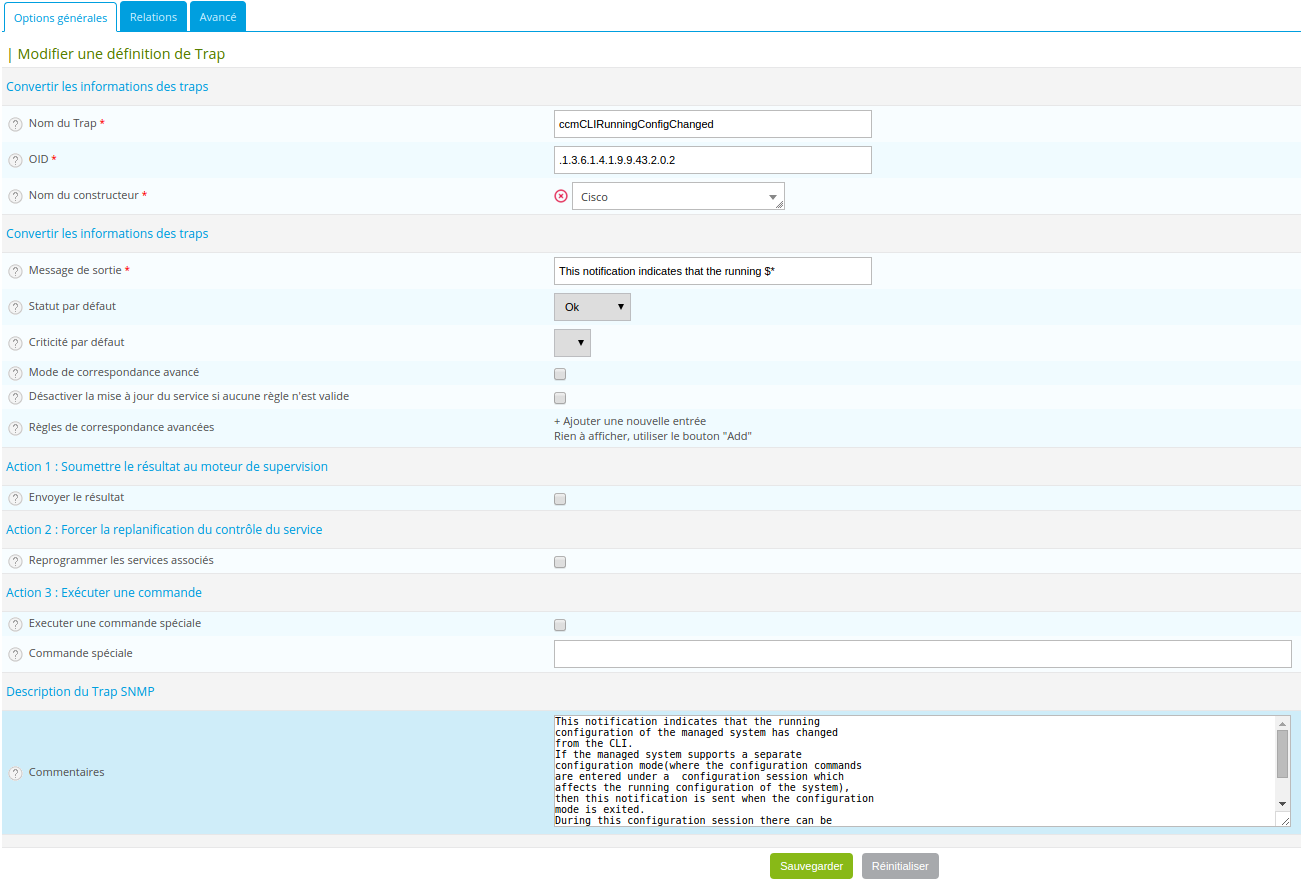 Options générales Relations Avancé
| Modifier une définition de Trap
Convertir les informations des traps
Nom du Trap * ccmCLIRunningConfigChanged
OID * .1.3.6.1.4.1.9.9.43.2.0.2
Nom du constructeur * Cisco
Convertir les informations des traps
Message de sortie * This notification indicates that the running $*
Statut par défaut Ok
Criticité par défaut
Mode de correspondance avancé
Désactiver la mise à jour du service si aucune règle n'est valide
Règles de correspondance avancées
+ Ajouter une nouvelle entrée
Rien à afficher, utiliser le bouton "Add"
Action 1 : Soumettre le résultat au moteur de supervision
Envoyer le résultat
Action 2 : Forcer la replanification du contrôle du service
Reprogrammer les services associés
Action 3 : Exécuter une commande
Executer une commande spéciale
Commande spéciale
Description du Trap SNMP
Commentaires
This notification indicates that the running
configuration of the managed system has changed
from the CLI.
If the managed system supports a separate
configuration mode(where the configuration commands
are entered under a  configuration session which
affects the running configuration of the system),
then this notification is sent when the configuration
mode is exited.
During this configuration session there can be
Sauvegarder Réinitialiser